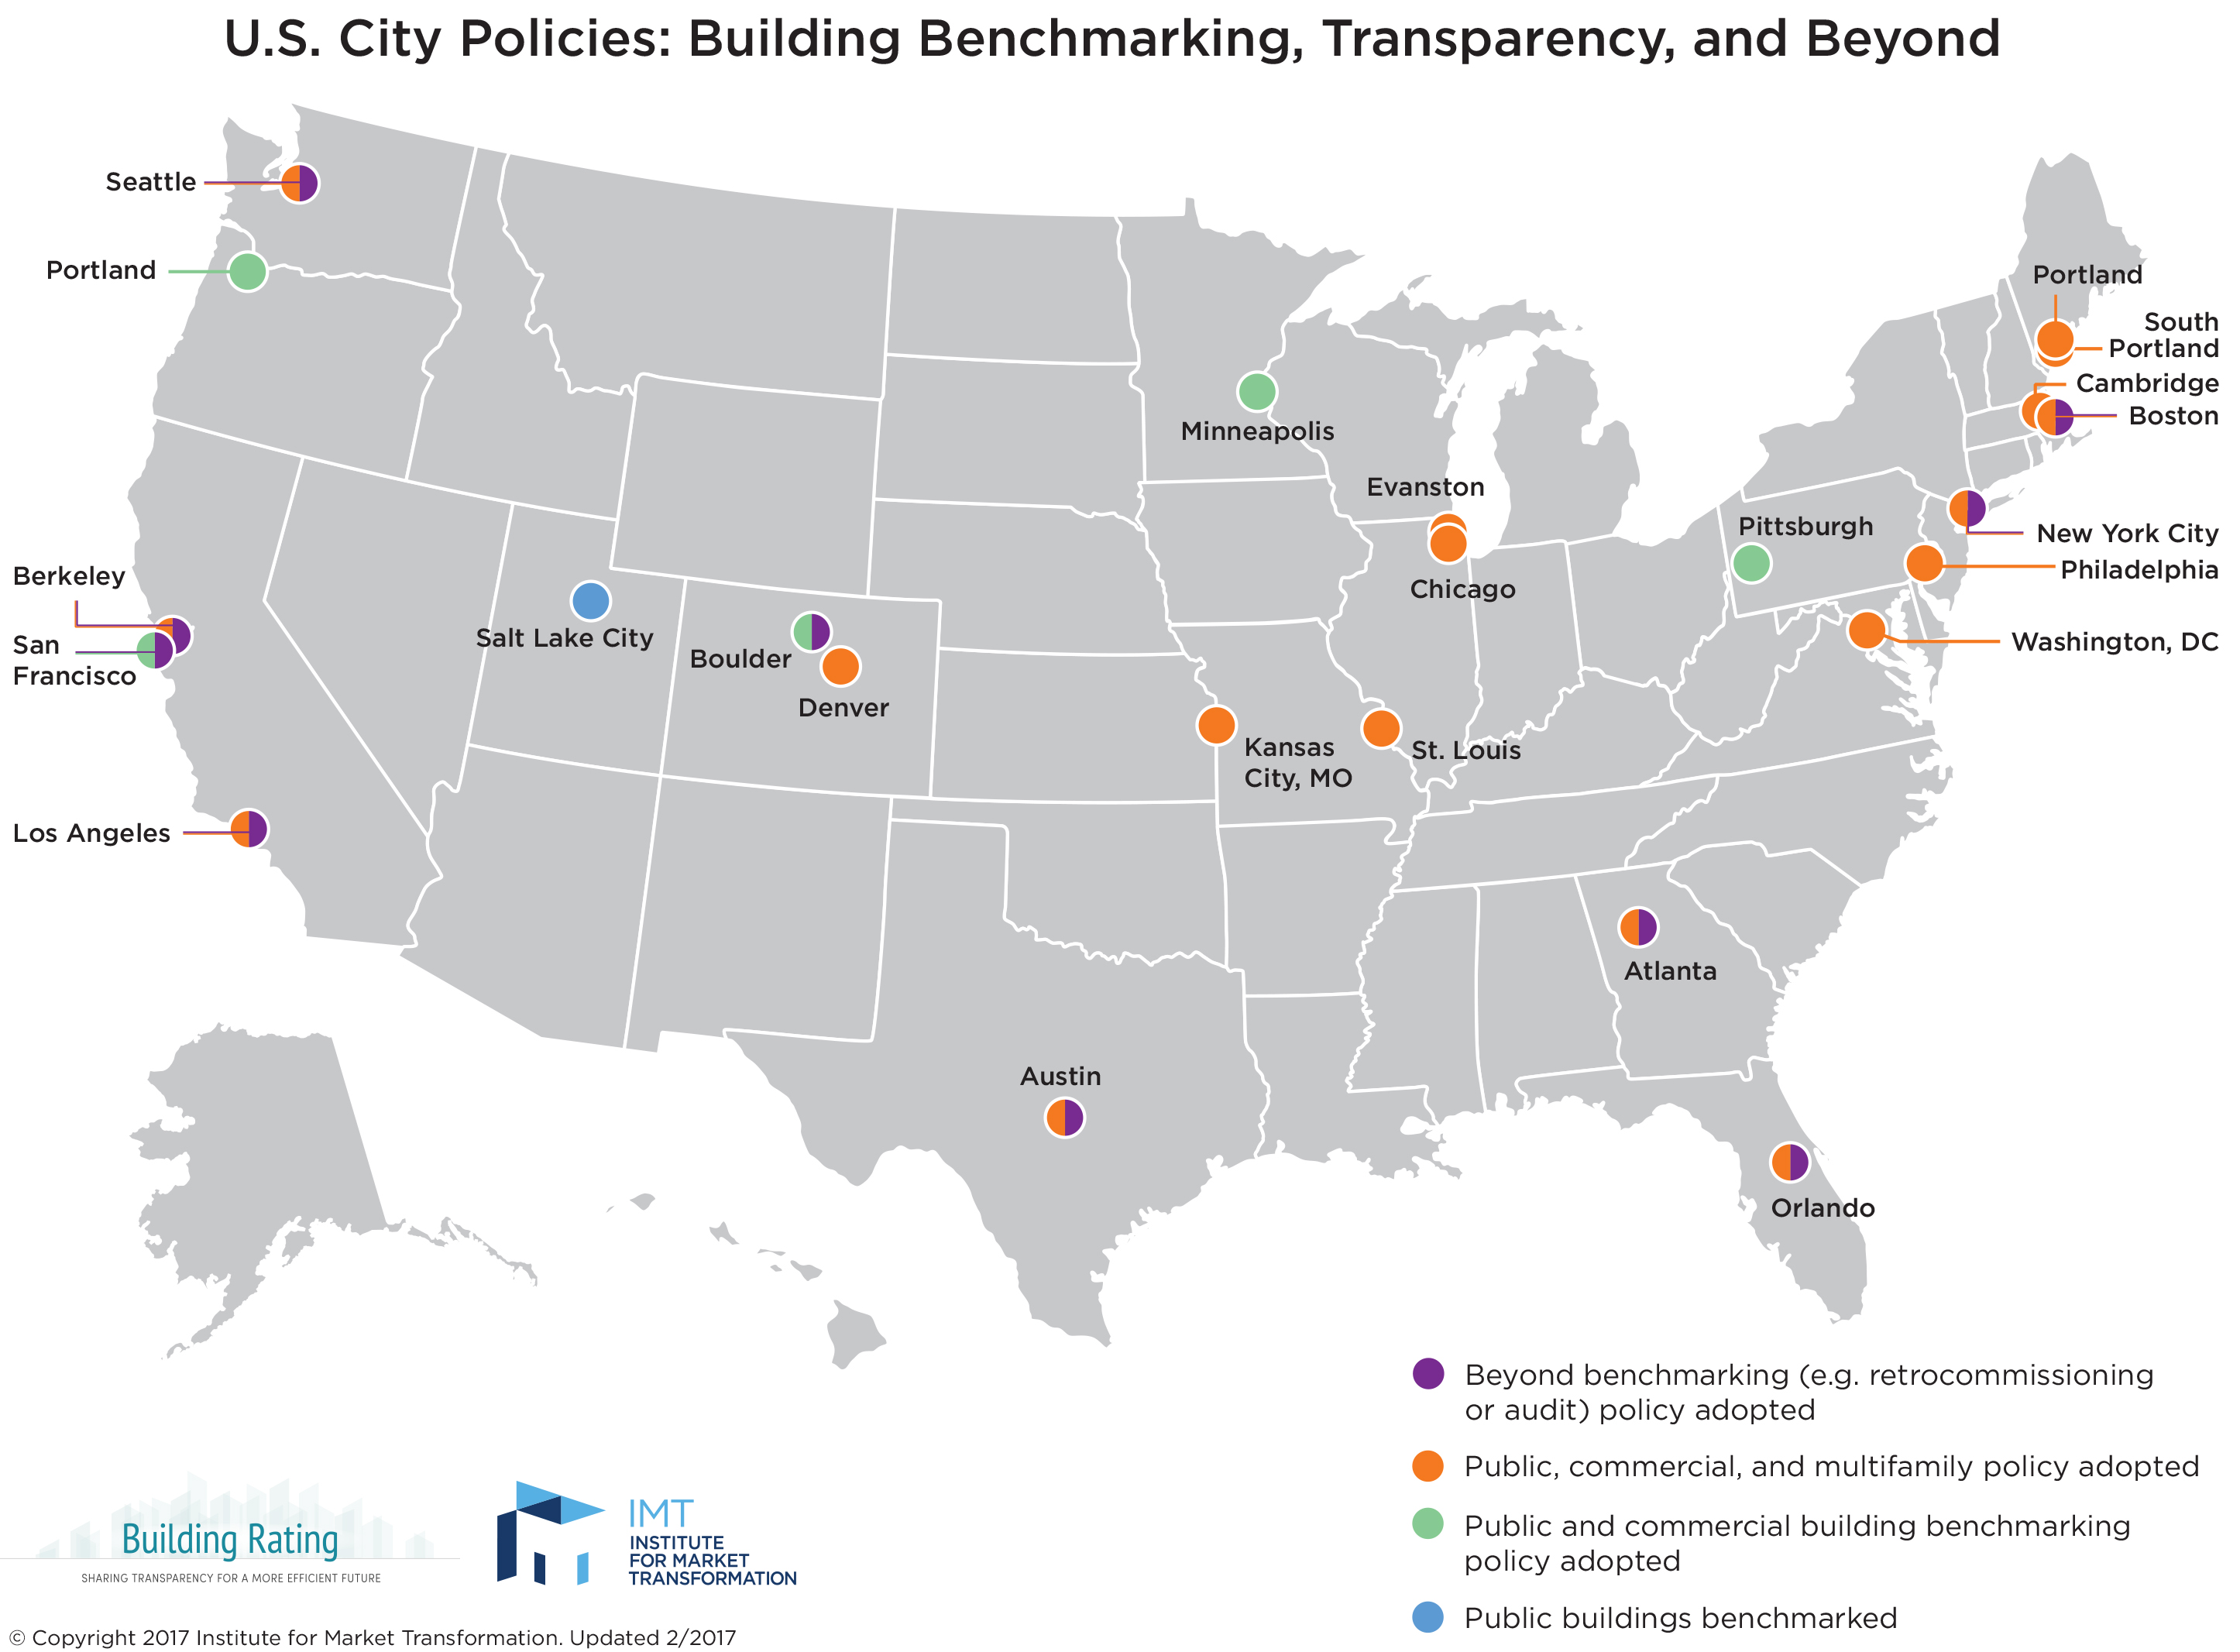 U.S. City Policies: Building Benchmarking, Transparency, and Beyond
Seattle
Portland
Berkeley
San
Francisco
Los Angeles
Salt Lake City
Boulder
Denver
Minneapolis
Evanston
Chicago
Kansas
City, MO
St. Louis
Austin
Atlanta
Orlando
Pittsburgh
Portland
South
Portland
Cambridge
Boston
New York City
Philadelphia
Washington, DC
Beyond benchmarking (e.g. retrocommissioning
or audit) policy adopted
Public, commercial, and multifamily policy adopted
Public and commercial building benchmarking
policy adopted
Public buildings benchmarked
Building Rating
SHARING TRANSPARENCY FOR A MORE EFFICIENT FUTURE
IMT
INSTITUTE
FOR MARKET
TRANSFORMATION
© Copyright 2017 Institute for Market Transformation. Updated 2/2017